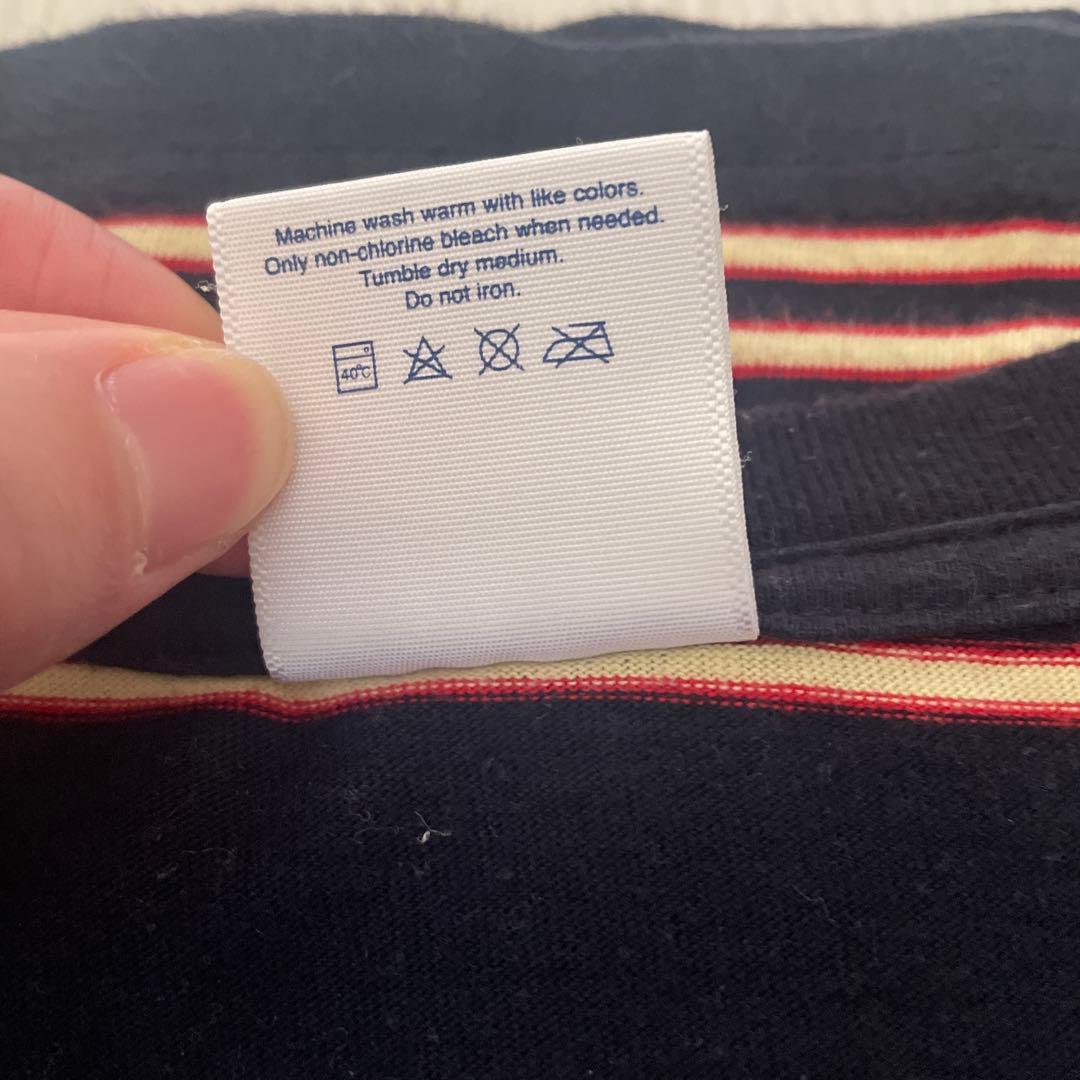 Machine wash warm with like colors.
Only non-chlorine bleach when needed.
Tumble dry medium.
Do not iron.
40℃